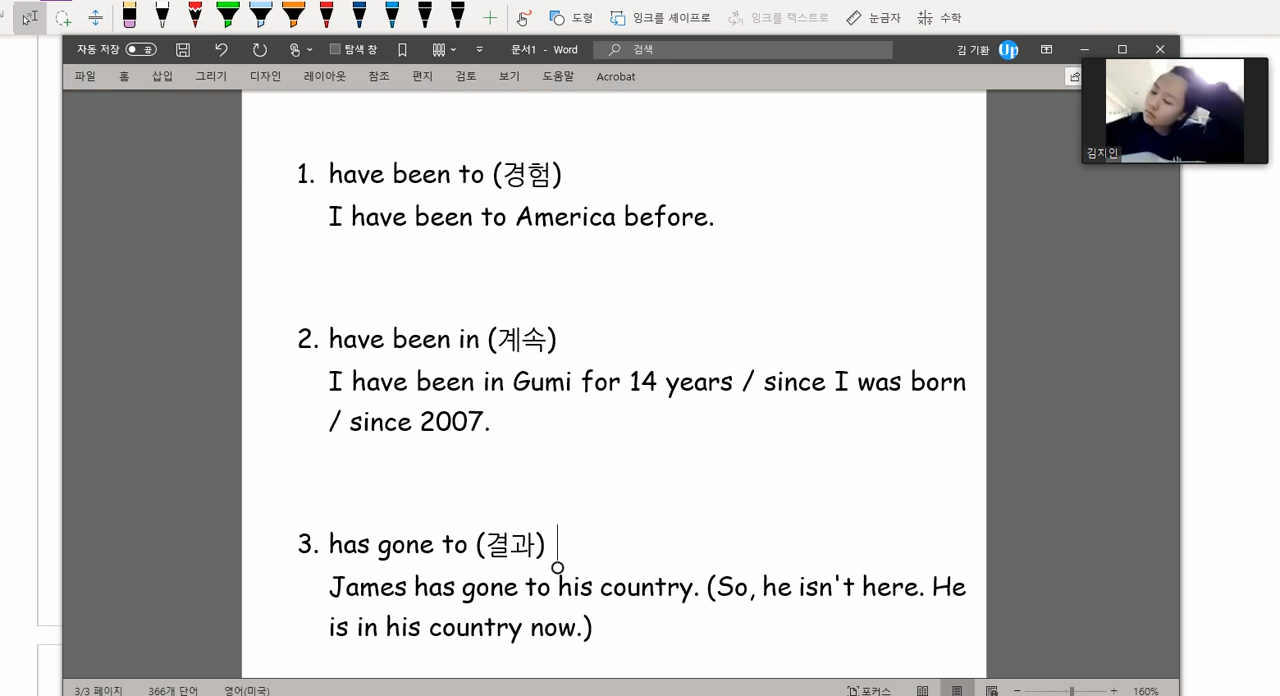 도형 잉크를 셰이프로 잉크를 텍스트로 눈금자 수학
자동 저장 끔 탐색 창 문서1 - Word 검색 김 기환 Up
파일 홈 삽입 그리기 디자인 레이아웃 참조 편지 검토 보기 도움말 Acrobat
김지인
1. have been to (경험)
I have been to America before.
2. have been in (계속)
I have been in Gumi for 14 years / since I was born
/ since 2007.
3. has gone to (결과)
James has gone to his country. (So, he isn't here. He
is in his country now.)
3/3 페이지 366개 단어 영어(미국) 포커스 160%